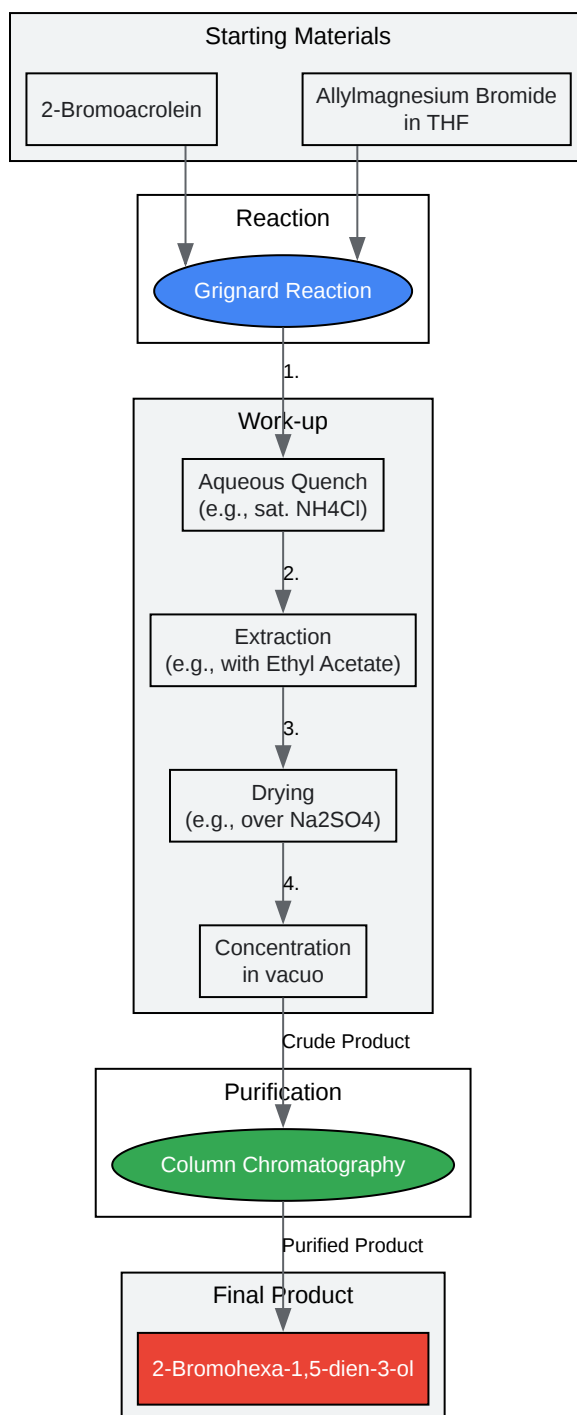 Starting Materials
2-Bromoacrolein
Allylmagnesium Bromide
in THF
Reaction
Grignard Reaction
1.
Work-up
Aqueous Quench
(e.g., sat. NH4Cl)
2.
Extraction
(e.g., with Ethyl Acetate)
3.
Drying
(e.g., over Na2SO4)
4.
Concentration
in vacuo
Crude Product
Purification
Column Chromatography
Purified Product
Final Product
2-Bromohexa-1,5-dien-3-ol